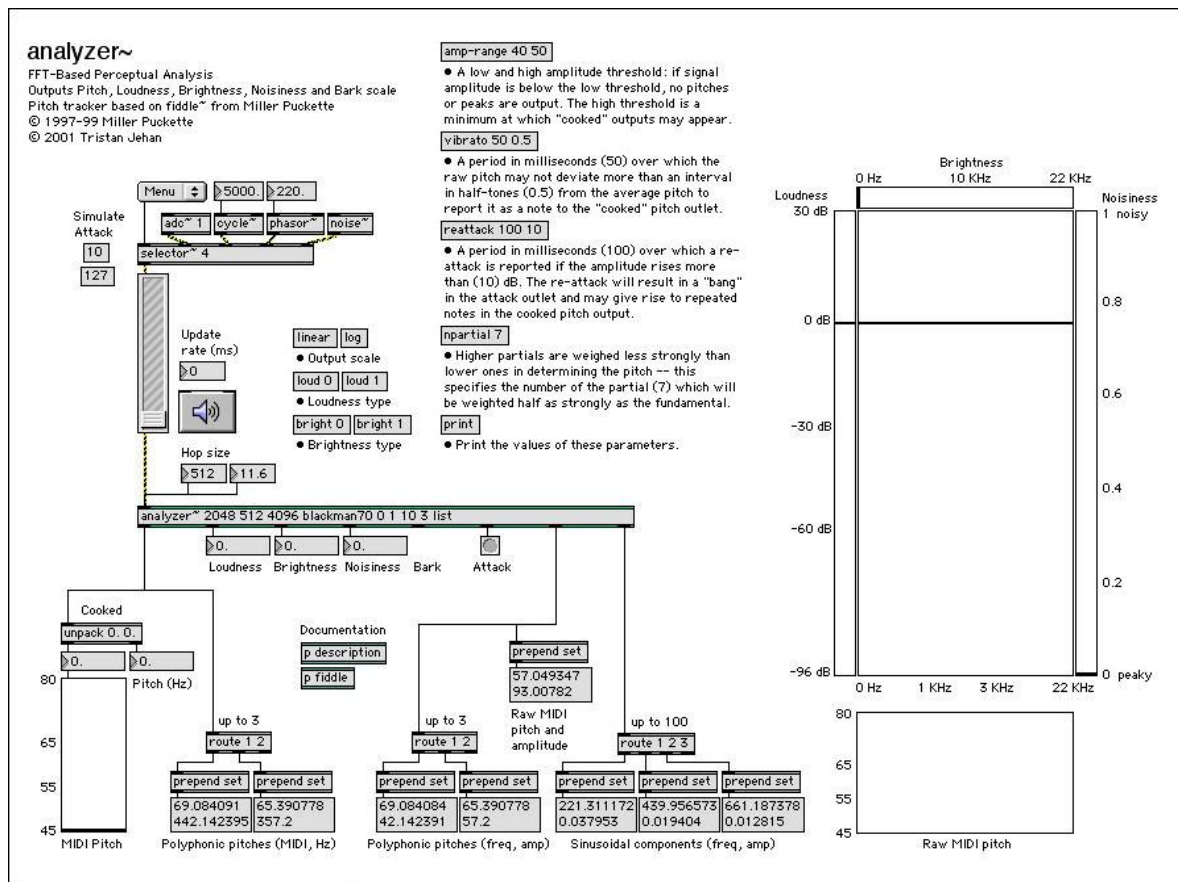 analyzer~
FFT-Based Perceptual Analysis
Outputs Pitch, Loudness, Brightness, Noisiness and Bark scale
Pitch tracker based on fiddle~ from Miller Puckette
© 1997-99 Miller Puckette
© 2001 Tristan Jehan
Menu
5000.
220.
Simulate
Attack
10
127
adc~ 1
cycle~
phasor~
noise~
selector~ 4
Update
rate (ms)
0
linear
log
● Output scale
loud 0
loud 1
● Loudness type
bright 0
bright 1
● Brightness type
Hop size
512
11.6
amp-range 40 50
● A low and high amplitude threshold: if signal
amplitude is below the low threshold, no pitches
or peaks are output. The high threshold is a
minimum at which "cooked" outputs may appear.
vibrato 50 0.5
● A period in milliseconds (50) over which the
raw pitch may not deviate more than an interval
in half-tones (0.5) from the average pitch to
report it as a note to the "cooked" pitch outlet.
reattack 100 10
● A period in milliseconds (100) over which a re-
attack is reported if the amplitude rises more
than (10) dB. The re-attack will result in a "bang"
in the attack outlet and may give rise to repeated
notes in the cooked pitch output.
npartial 7
● Higher partials are weighed less strongly than
lower ones in determining the pitch -- this
specifies the number of the partial (7) which will
be weighted half as strongly as the fundamental.
print
● Print the values of these parameters.
analyzer~ 2048 512 4096 blackman70 0 1 10 3 list
0.
0.
0.
Loudness
Brightness
Noisiness
Bark
Attack
Cooked
unpack 0. 0.
0.
0.
Pitch (Hz)
80
65
55
45
MIDI Pitch
up to 3
route 1 2
prepend set
prepend set
69.084091
442.142395
65.390778
357.2
Polyphonic pitches (MIDI, Hz)
Documentation
p description
p fiddle
prepend set
57.049347
93.00782
Raw MIDI
pitch and
amplitude
up to 3
route 1 2
prepend set
prepend set
69.084084
42.142391
65.390778
57.2
Polyphonic pitches (freq, amp)
up to 100
route 1 2 3
prepend set
prepend set
prepend set
221.311172
0.037953
439.956573
0.019404
661.187378
0.012815
Sinusoidal components (freq, amp)
Brightness
0 Hz 10 KHz 22 KHz
Loudness
30 dB
0 dB
-30 dB
-60 dB
-96 dB
0 Hz 1 KHz 3 KHz 22 KHz
Noisiness
1 noisy
0.8
0.6
0.4
0.2
0 peaky
80
65
55
45
Raw MIDI pitch